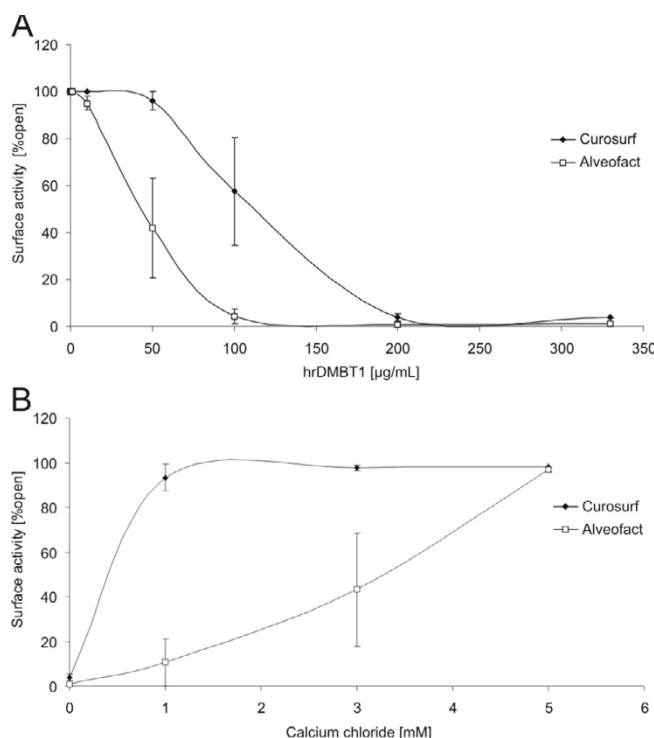 A
120
100
80
60
40
20
0
Surface activity [%open]
0 50 100 150 200 250 300 350
hrDMBT1 [µg/mL]
Curosurf
Alveofact
B
120
100
80
60
40
20
0
Surface activity [%open]
0 1 2 3 4 5 6
Calcium chloride [mM]
Curosurf
Alveofact